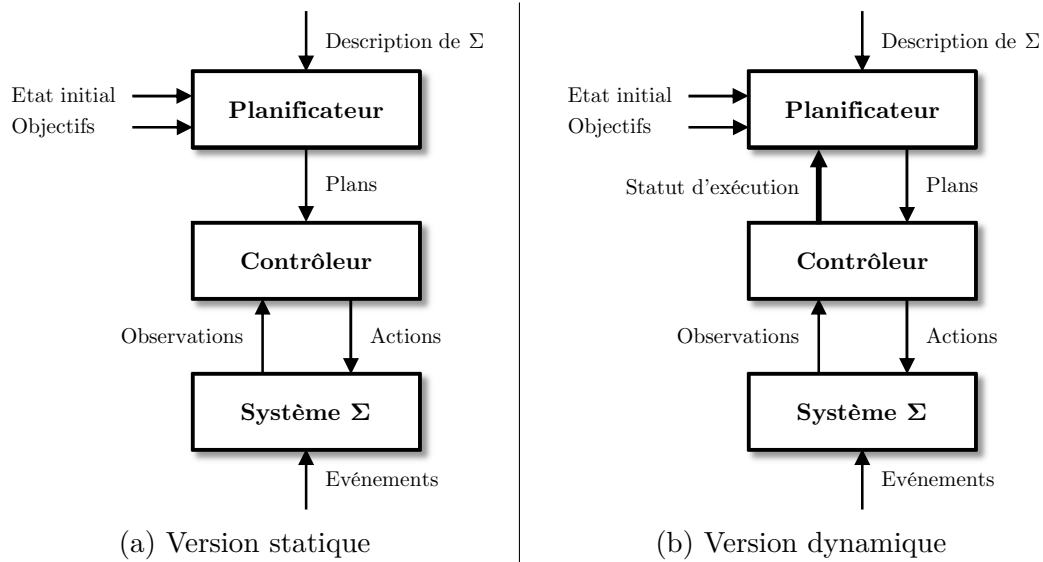 Description de Σ
Etat initial
Objectifs
Planificateur
Plans
Contrôleur
Observations
Actions
Système Σ
Evénements
(a) Version statique
Description de Σ
Etat initial
Objectifs
Planificateur
Statut d'exécution
Plans
Contrôleur
Observations
Actions
Système Σ
Evénements
(b) Version dynamique